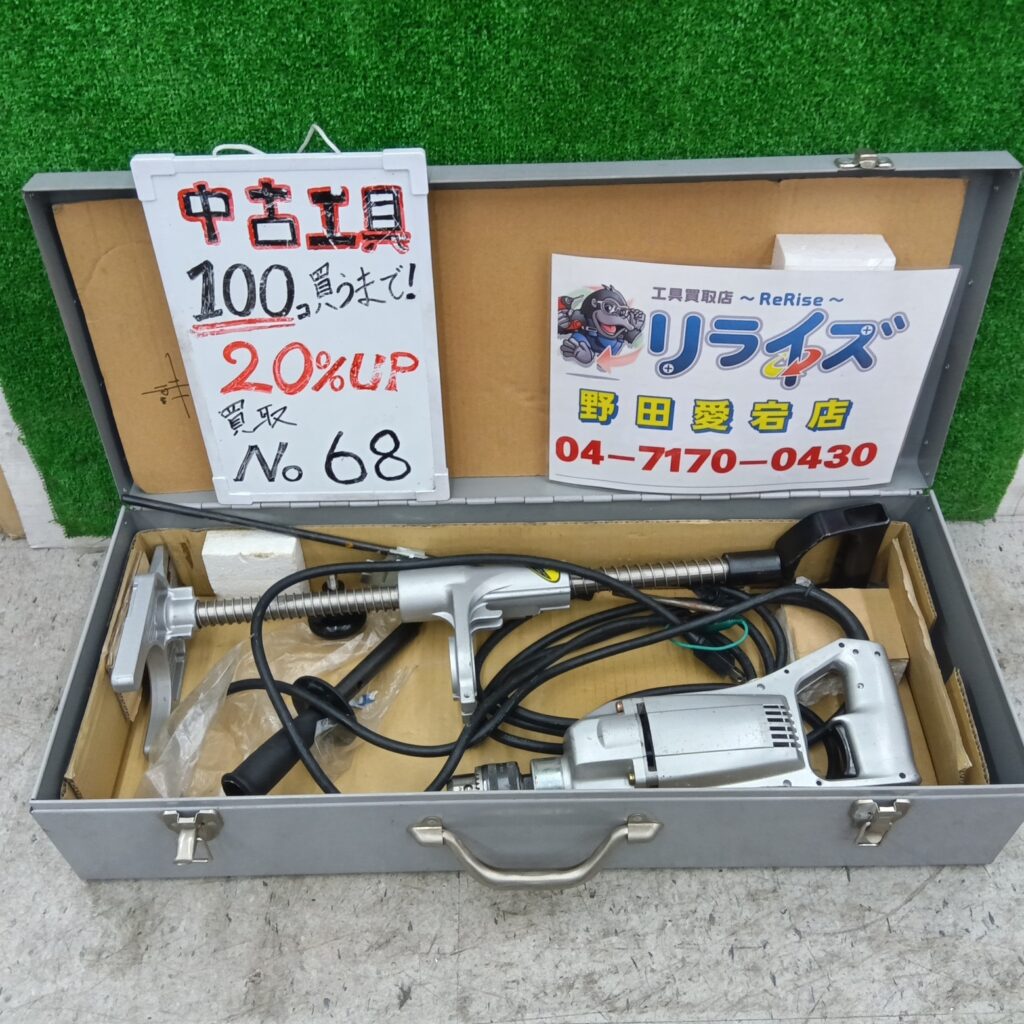 中古工具
100コ買うまで!
20%UP
買取
No 68
工具買取店 ~ReRise~
リライズ
野田愛宕店
04-7170-0430